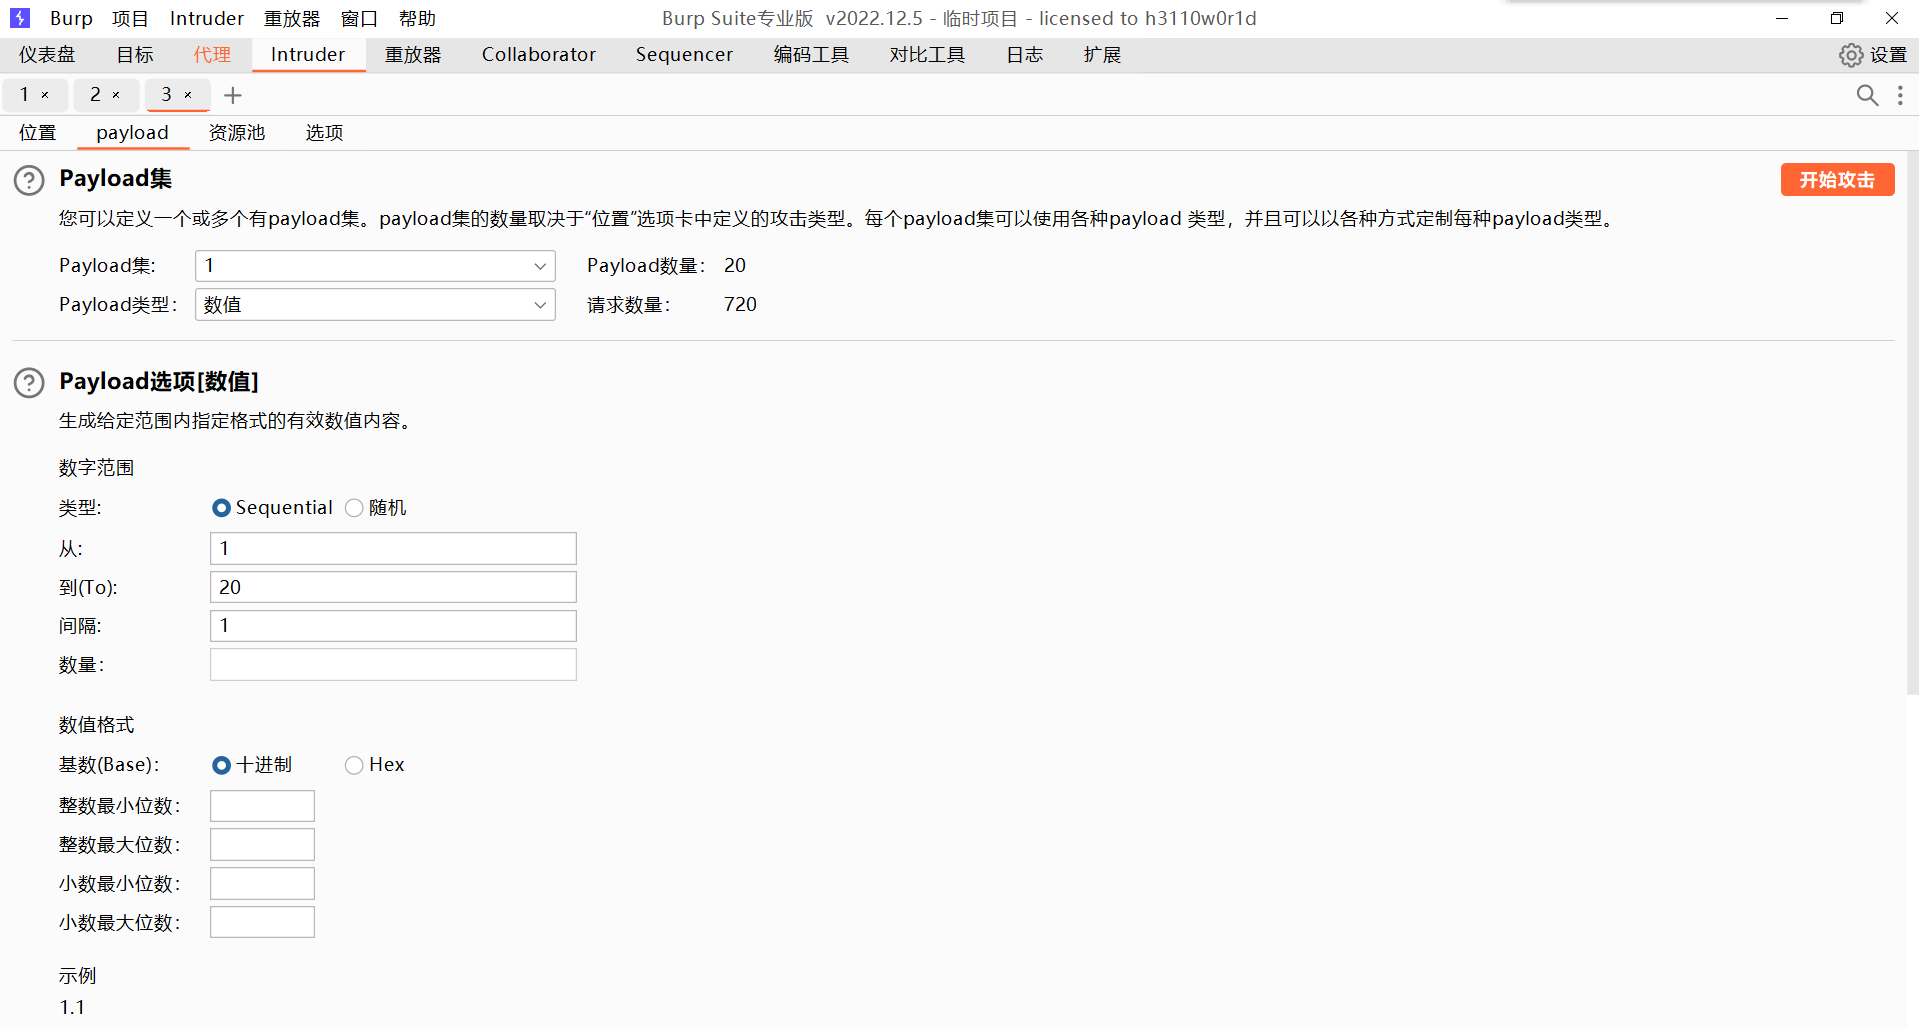 Burp 项目 Intruder 重放器 窗口 帮助 Burp Suite专业版 v2022.12.5 - 临时项目 - licensed to h3110w0r1d
仪表盘 目标 代理 Intruder 重放器 Collaborator Sequencer 编码工具 对比工具 日志 扩展 设置
1 × 2 × 3 × +
位置 payload 资源池 选项
Payload集 开始攻击
您可以定义一个或多个有payload集。payload集的数量取决于“位置”选项卡中定义的攻击类型。每个payload集可以使用各种payload 类型，并且可以以各种方式定制每种payload类型。
Payload集: 1 Payload数量： 20
Payload类型： 数值 请求数量： 720
Payload选项[数值]
生成给定范围内指定格式的有效数值内容。
数字范围
类型: Sequential 随机
从: 1
到(To): 20
间隔: 1
数量：
数值格式
基数(Base)： 十进制 Hex
整数最小位数：
整数最大位数：
小数最小位数：
小数最大位数：
示例
1.1